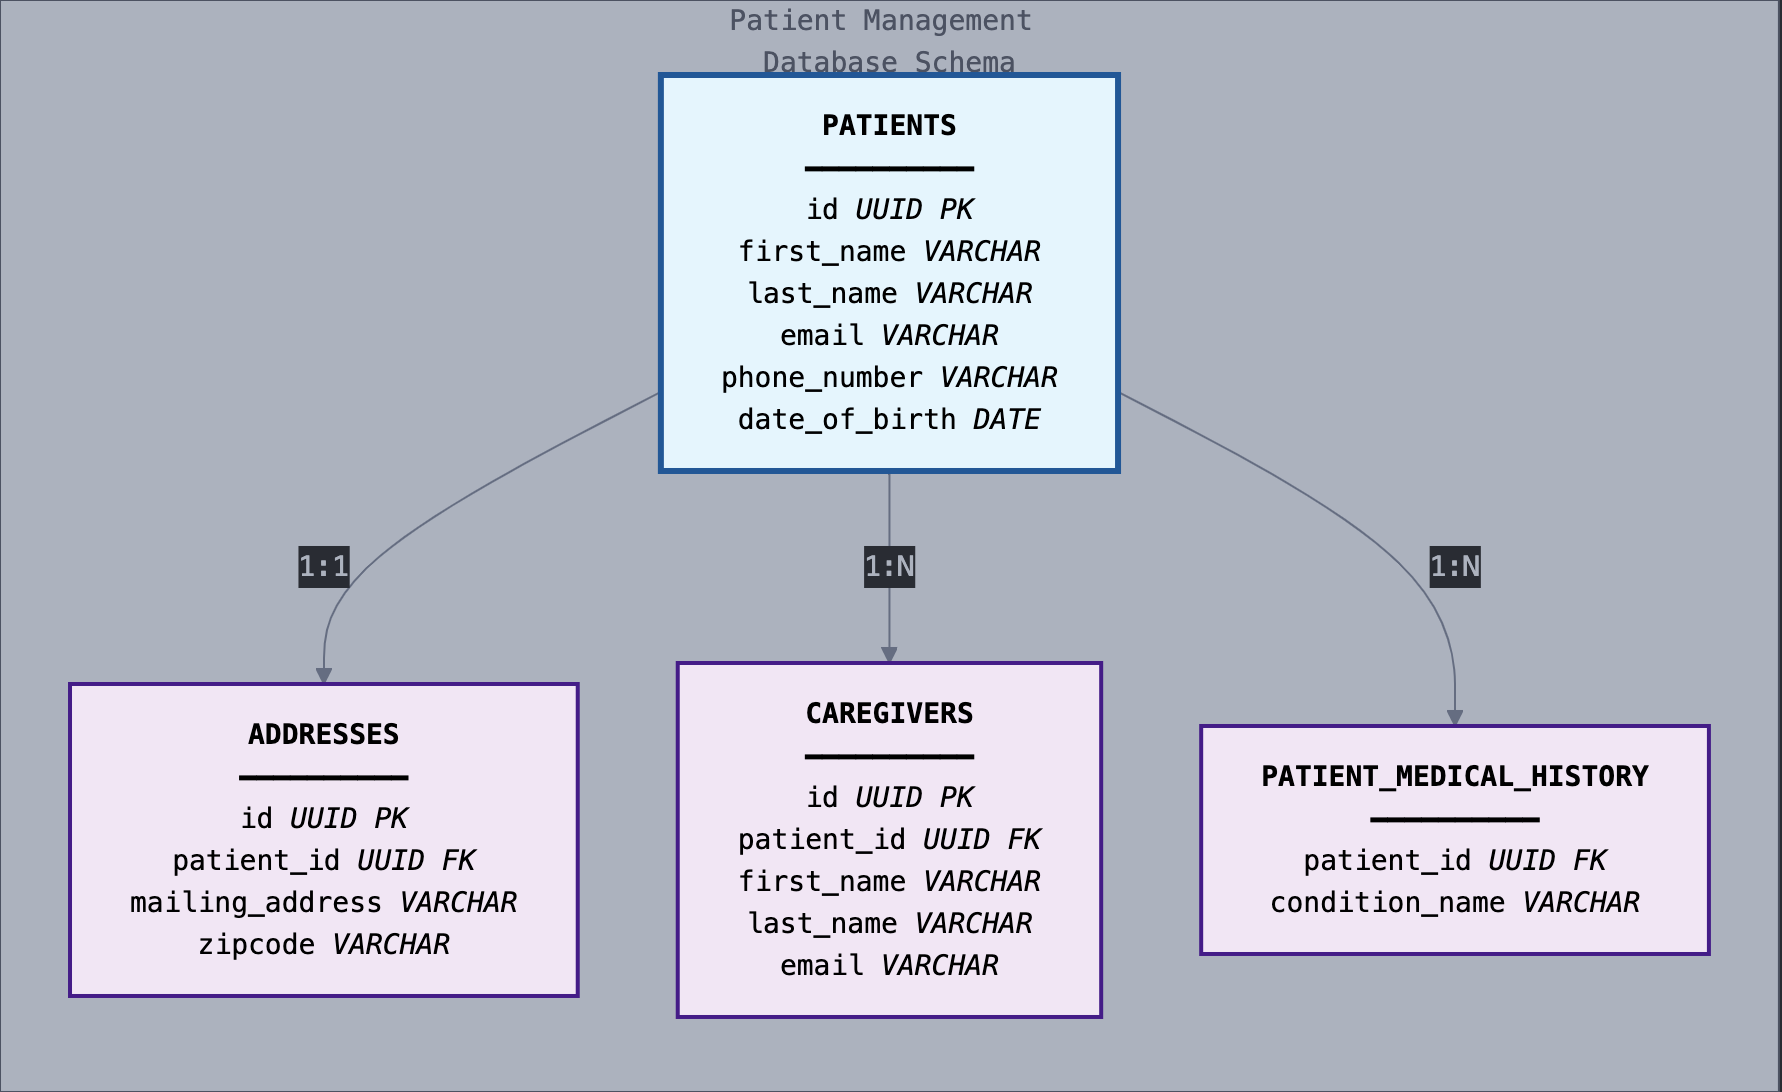 Patient Management
Database Schema
PATIENTS
id UUID PK
first_name VARCHAR
last_name VARCHAR
email VARCHAR
phone_number VARCHAR
date_of_birth DATE
1:1
1:N
1:N
ADDRESSES
id UUID PK
patient_id UUID FK
mailing_address VARCHAR
zipcode VARCHAR
CAREGIVERS
id UUID PK
patient_id UUID FK
first_name VARCHAR
last_name VARCHAR
email VARCHAR
PATIENT_MEDICAL_HISTORY
patient_id UUID FK
condition_name VARCHAR